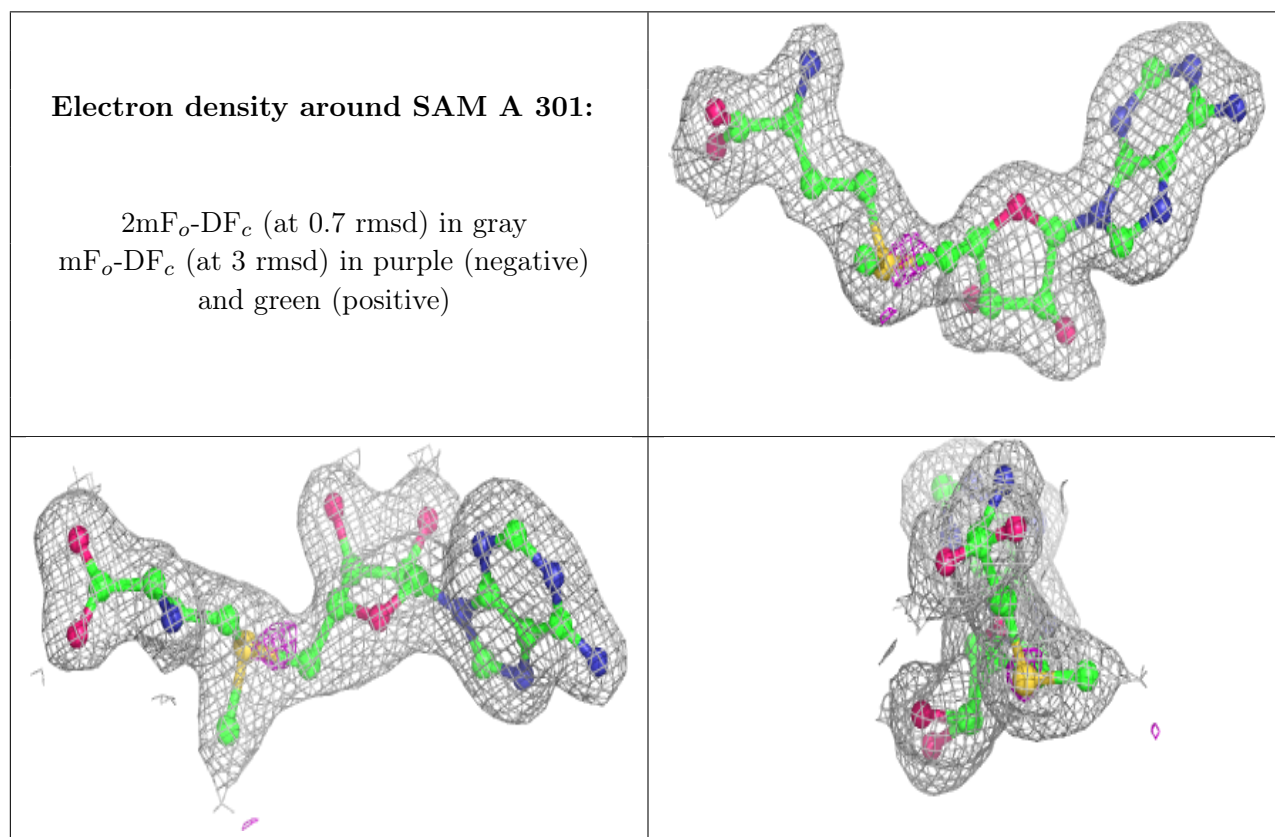 Electron density around SAM A 301:
2mFo-DFc (at 0.7 rmsd) in gray
mFo-DFc (at 3 rmsd) in purple (negative)
and green (positive)